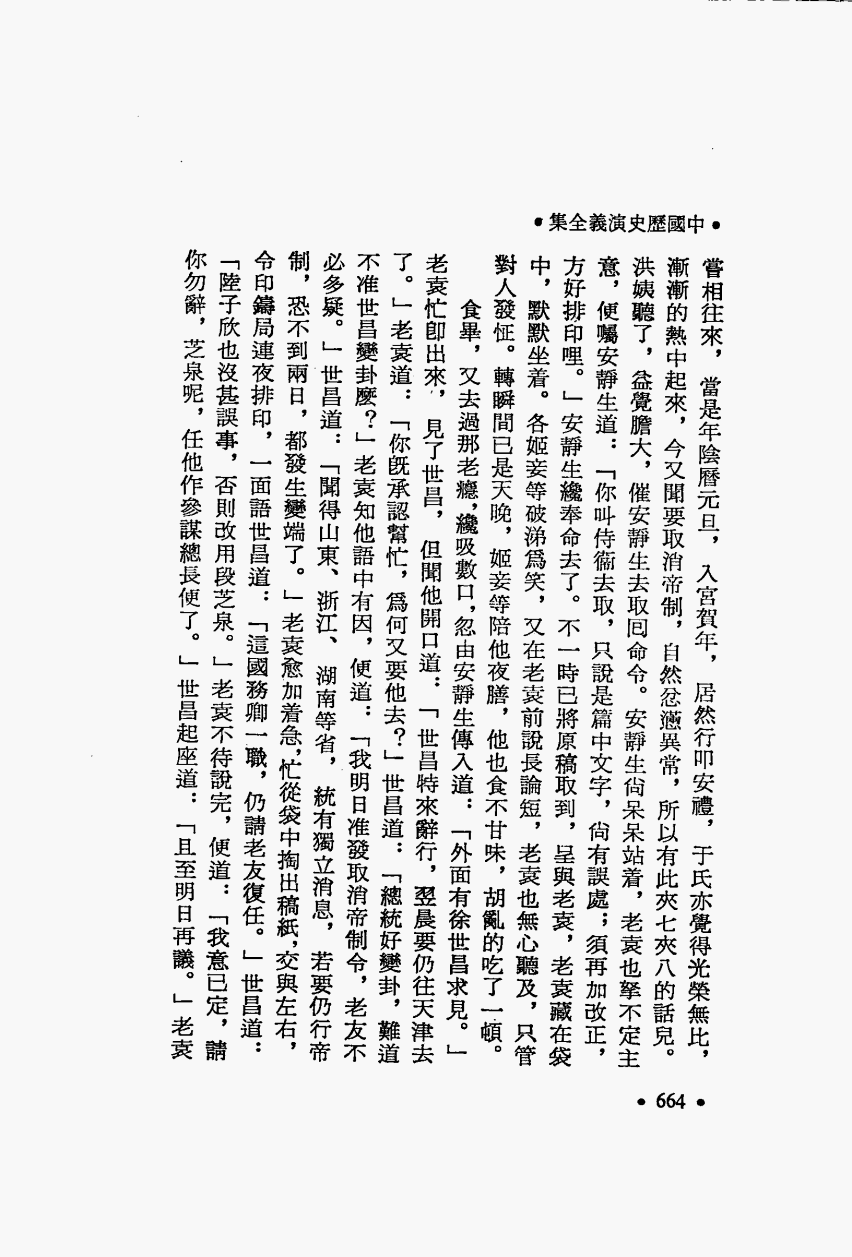 •中國歷史演義全集•
嘗相往來，當是年陰曆元旦，入宮賀年，居然行叩安禮，于氏亦覺得光榮無比，
漸漸的熱中起來，今又聞要取消帝制，自然忿懣異常，所以有此夾七夾八的話兒。
洪姨聽了，益覺膽大，催安靜生去取回命令。安靜生尚呆呆站着，老袁也拏不定主
意，便囑安靜生道：「你叫侍衞去取，只說是篇中文字，尚有誤處；須再加改正，
方好排印哩。」安靜生纔奉命去了。不一時已將原稿取到，呈與老袁，老袁藏在袋
中，默默坐着。各姬妾等破涕爲笑，又在老袁前說長論短，老袁也無心聽及，只管
對人發怔。轉瞬間已是天晚，姬妾等陪他夜膳，他也食不甘味，胡亂的吃了一頓。
食畢，又去過那老癮，纔吸數口，忽由安靜生傳入道：「外面有徐世昌求見。」
老袁忙卽出來，見了世昌，但聞他開口道：「世昌特來辭行，翌晨要仍往天津去
了。」老袁道：「你旣承認幫忙，爲何又要他去？」世昌道：「總統好變卦，難道
不准世昌變卦麼？」老袁知他語中有因，便道：「我明日准發取消帝制令，老友不
必多疑。」世昌道：「聞得山東、浙江、湖南等省，統有獨立消息，若要仍行帝
制，恐不到兩日，都發生變端了。」老袁愈加着急，忙從袋中掏出稿紙，交與左右，
令印鑄局連夜排印，一面語世昌道：「這國務卿一職，仍請老友復任。」世昌道：
「陸子欣也沒甚誤事，否則改用段芝泉。」老袁不待說完，便道：「我意已定，請
你勿辭，芝泉呢，任他作參謀總長便了。」世昌起座道：「且至明日再議。」老袁
•664•